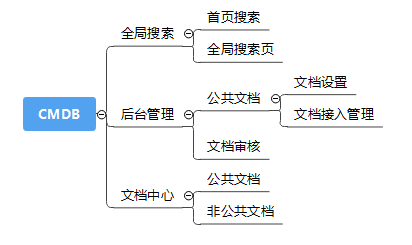 CMDB
全局搜索
首页搜索
全局搜索页
后台管理
公共文档
文档设置
文档接入管理
文档审核
文档中心
公共文档
非公共文档